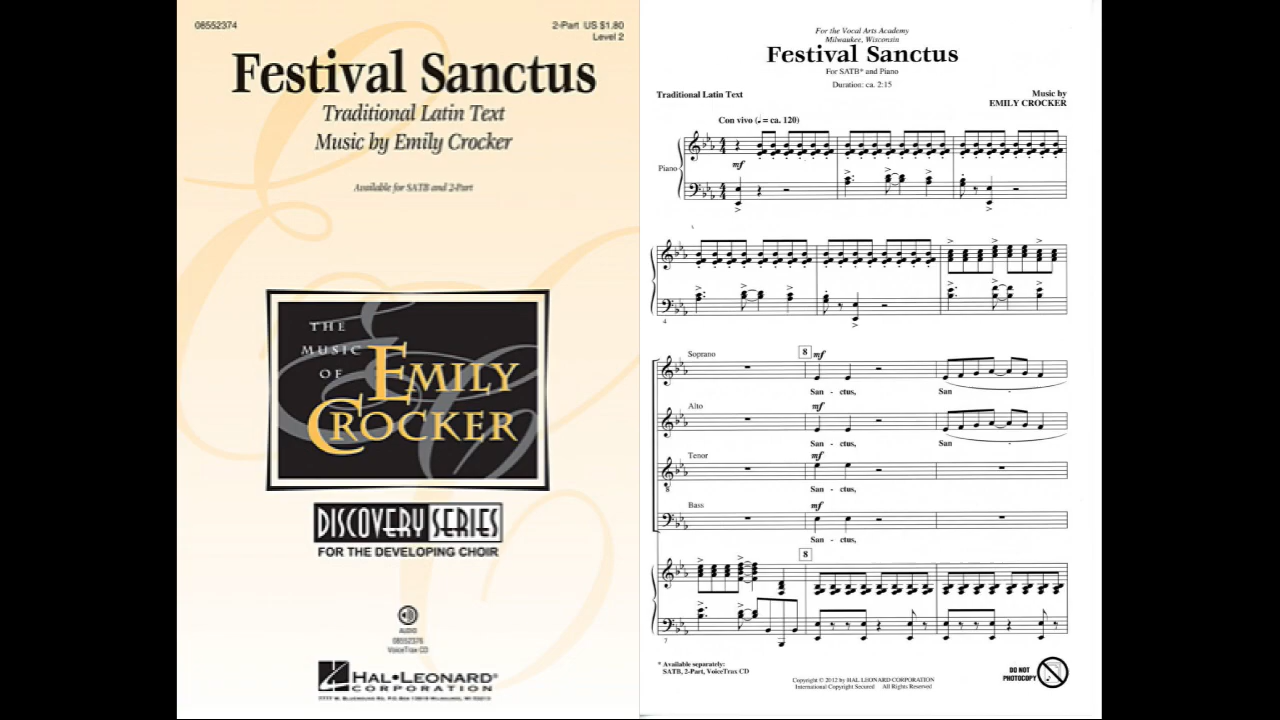 08552374
2-Part US $1.80
Level 2
Festival Sanctus
Traditional Latin Text
Music by Emily Crocker
Available for SATB and 2-Part
THE
MUSIC
OF
EMILY
CROCKER
DISCOVERY SERIES
FOR THE DEVELOPING CHOIR
AUDIO
08552376
VoiceTrax CD
HAL•LEONARD®
CORPORATION
For the Vocal Arts Academy
Milwaukee, Wisconsin
Festival Sanctus
For SATB* and Piano
Duration: ca. 2:15
Traditional Latin Text
Music by
EMILY CROCKER
Con vivo (♩ = ca. 120)
Piano
mf
4
Soprano
8 mf
San - ctus, San -
Alto
mf
San - ctus, San -
Tenor
mf
San - ctus,
Bass
mf
San - ctus,
8
7
* Available separately:
SATB, 2-Part, VoiceTrax CD
Copyright © 2012 by HAL LEONARD CORPORATION
International Copyright Secured All Rights Reserved
DO NOT
PHOTOCOPY